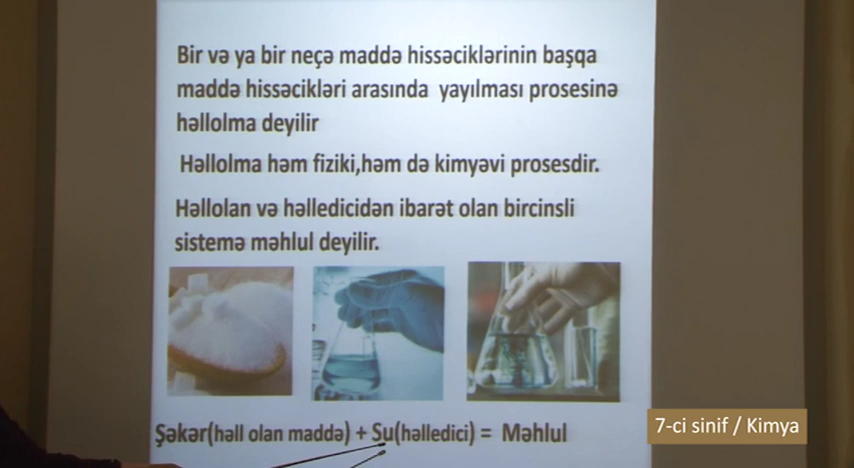 Bir və ya bir neçə maddə hissəciklərinin başqa
maddə hissəcikləri arasında yayılması prosesinə
həllolma deyilir
Həllolma həm fiziki,həm də kimyəvi prosesdir.
Həllolan və həlledicidən ibarət olan bircinsli
sistemə məhlul deyilir.
Şəkər(həll olan maddə) + Su(həlledici) = Məhlul
7-ci sinif / Kimya